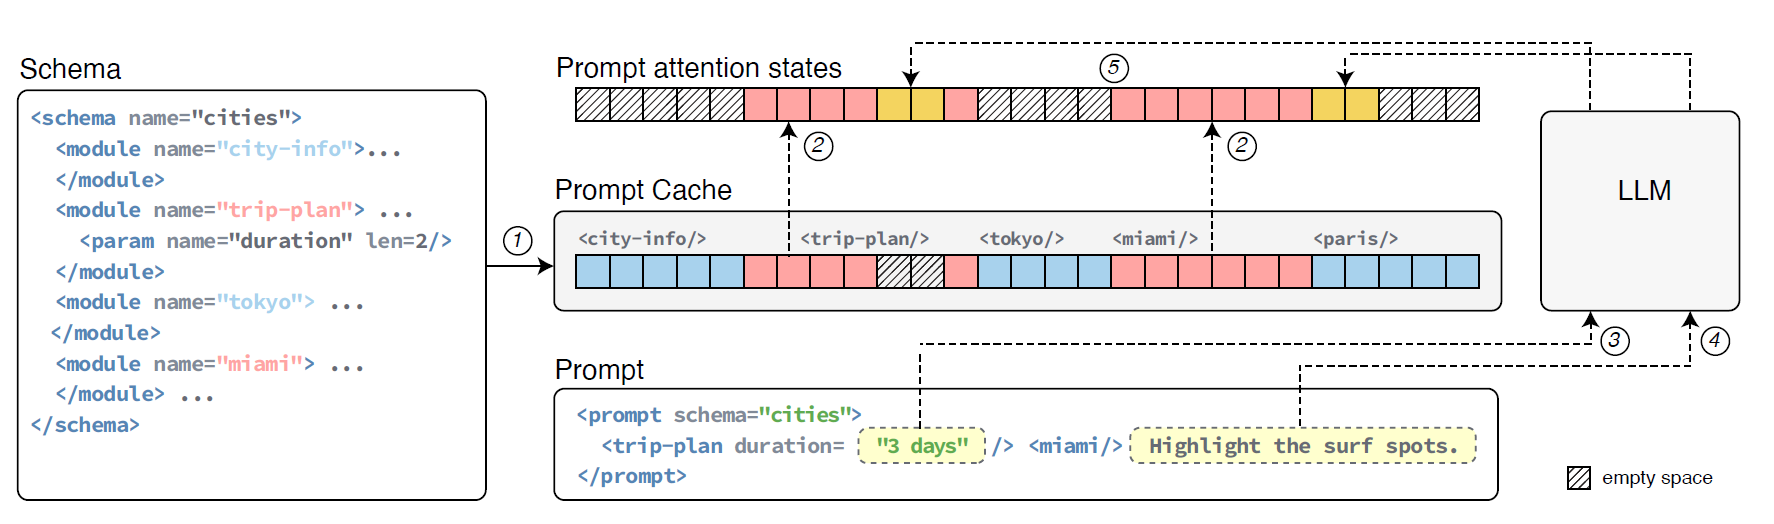 Schema
<schema name="cities">
<module name="city-info">...
</module>
<module name="trip-plan"> ...
<param name="duration" len=2/>
</module>
<module name="tokyo"> ...
</module>
<module name="miami"> ...
</module> ...
</schema>
1
Prompt attention states
5
2
2
Prompt Cache
<city-info/> <trip-plan/> <tokyo/> <miami/> <paris/>
LLM
3
4
Prompt
<prompt schema="cities">
<trip-plan duration= "3 days" /> <miami/> Highlight the surf spots.
</prompt>
empty space